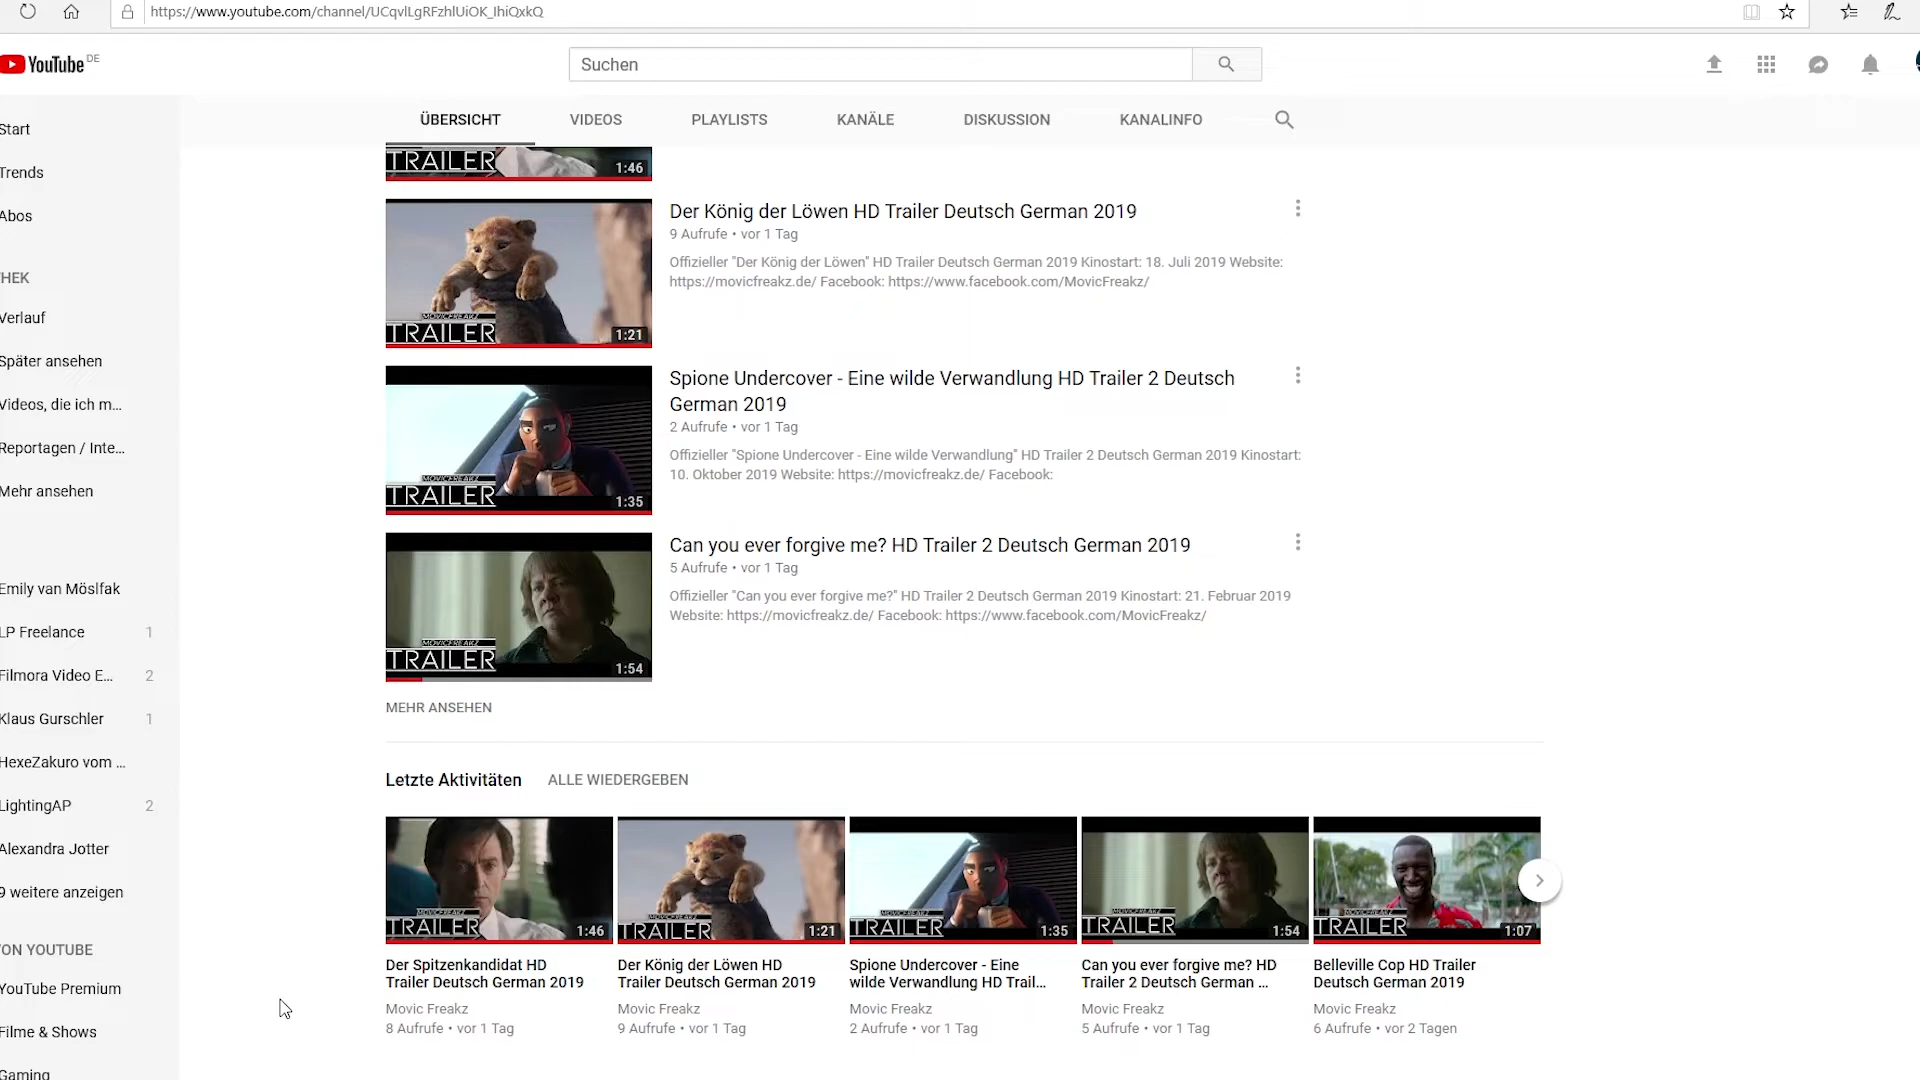 https://www.youtube.com/channel/UCqvlLgRFzhlUiOK_IhiQxkQ
YouTube DE
Suchen
ÜBERSICHT VIDEOS PLAYLISTS KANÄLE DISKUSSION KANALINFO
Start
Trends
Abos
THEK
Verlauf
Später ansehen
Videos, die ich m...
Reportagen / Inte...
Mehr ansehen
Emily van Möslfak
LP Freelance 1
Filmora Video E... 2
Klaus Gurschler 1
HexeZakuro vom ...
LightingAP 2
Alexandra Jotter
9 weitere anzeigen
ON YOUTUBE
YouTube Premium
Filme & Shows
Gaming
TRAILER
1:46
MOVICFREAKZ
TRAILER
1:21
Der König der Löwen HD Trailer Deutsch German 2019
9 Aufrufe • vor 1 Tag
Offizieller "Der König der Löwen" HD Trailer Deutsch German 2019 Kinostart: 18. Juli 2019 Website:
https://movicfreakz.de/ Facebook: https://www.facebook.com/MovicFreakz/
MOVICFREAKZ
TRAILER
1:35
Spione Undercover - Eine wilde Verwandlung HD Trailer 2 Deutsch
German 2019
2 Aufrufe • vor 1 Tag
Offizieller "Spione Undercover - Eine wilde Verwandlung" HD Trailer 2 Deutsch German 2019 Kinostart:
10. Oktober 2019 Website: https://movicfreakz.de/ Facebook:
MOVICFREAKZ
TRAILER
1:54
Can you ever forgive me? HD Trailer 2 Deutsch German 2019
5 Aufrufe • vor 1 Tag
Offizieller "Can you ever forgive me?" HD Trailer 2 Deutsch German 2019 Kinostart: 21. Februar 2019
Website: https://movicfreakz.de/ Facebook: https://www.facebook.com/MovicFreakz/
MEHR ANSEHEN
Letzte Aktivitäten ALLE WIEDERGEBEN
MOVICFREAKZ
TRAILER
1:46
Der Spitzenkandidat HD
Trailer Deutsch German 2019
Movic Freakz
8 Aufrufe • vor 1 Tag
MOVICFREAKZ
TRAILER
1:21
Der König der Löwen HD
Trailer Deutsch German 2019
Movic Freakz
9 Aufrufe • vor 1 Tag
MOVICFREAKZ
TRAILER
1:35
Spione Undercover - Eine
wilde Verwandlung HD Trail...
Movic Freakz
2 Aufrufe • vor 1 Tag
MOVICFREAKZ
TRAILER
1:54
Can you ever forgive me? HD
Trailer 2 Deutsch German ...
Movic Freakz
5 Aufrufe • vor 1 Tag
MOVICFREAKZ
TRAILER
1:07
Belleville Cop HD Trailer
Deutsch German 2019
Movic Freakz
6 Aufrufe • vor 2 Tagen